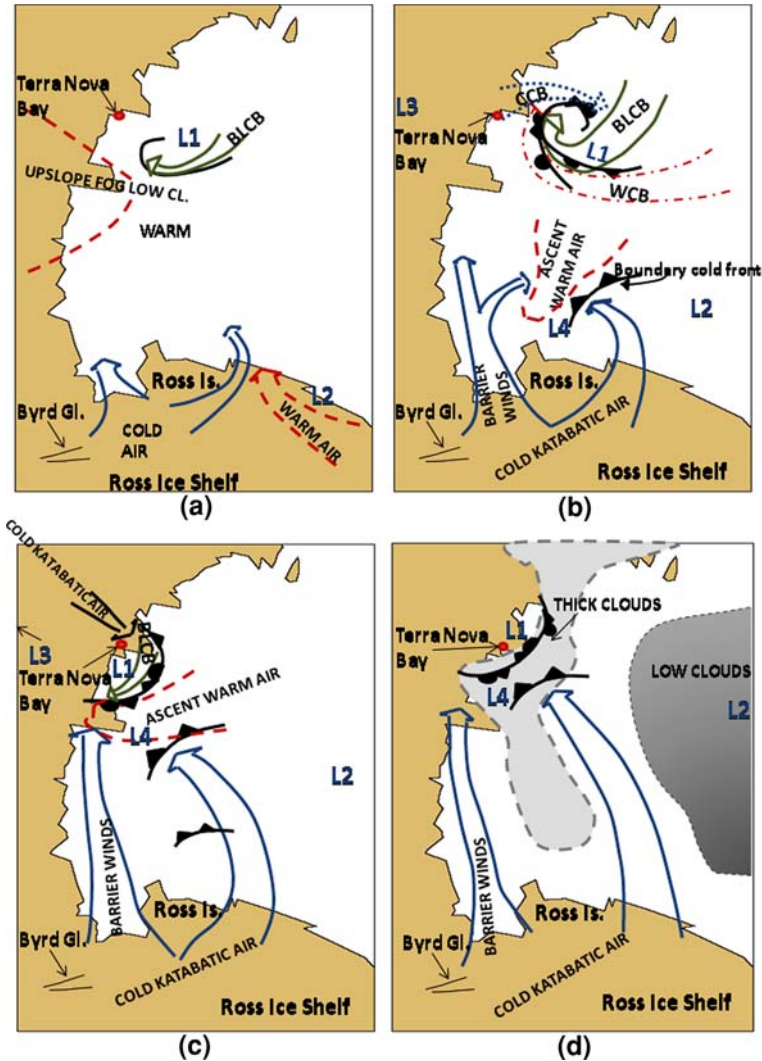 Terra Nova
Bay
L1
BLCB
UPSLOPE FOG LOW CL.
WARM
Ross Is.
L2
Byrd Gl.
COLD
AIR
WARM AIR
Ross Ice Shelf
(a)
CCB
L3
Terra Nova
Bay
BLCB
L1
WCB
ASCENT
WARM AIR
Boundary cold front
L4
L2
BARRIER
WINDS
Ross Is.
Byrd Gl.
COLD KATABATIC AIR
Ross Ice Shelf
(b)
COLD KATABATIC AIR
BLCB
L3
Terra Nova
Bay
L1
ASCENT WARM AIR
L4
L2
BARRIER WINDS
Ross Is.
Byrd Gl.
COLD KATABATIC AIR
Ross Ice Shelf
(c)
THICK CLOUDS
L1
Terra Nova
Bay
LOW CLOUDS
L4
L2
BARRIER WINDS
Ross Is.
Byrd Gl.
COLD KATABATIC AIR
Ross Ice Shelf
(d)